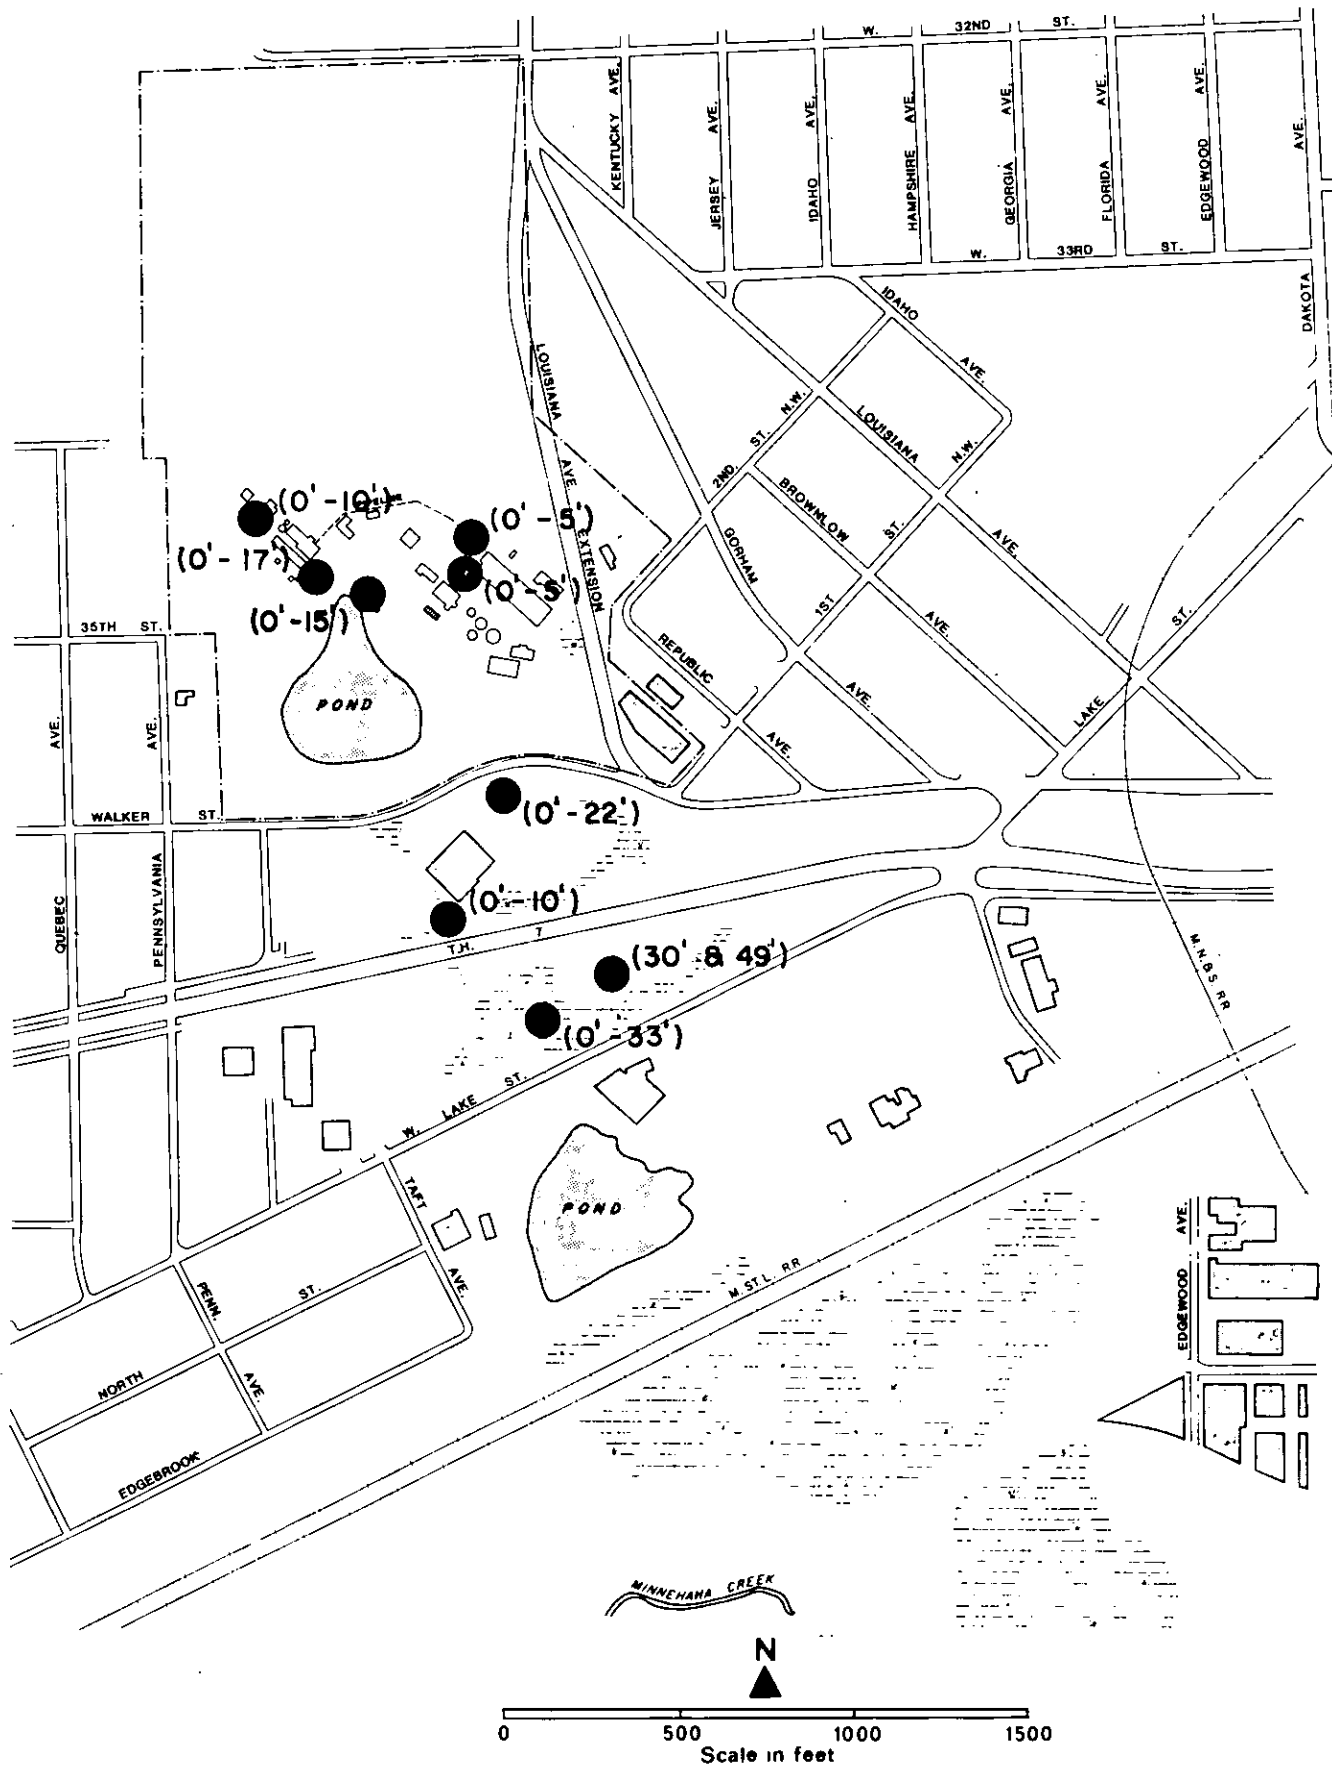 W. 32ND ST.
KENTUCKY AVE.
JERSEY AVE.
IDAHO AVE.
HAMPSHIRE AVE.
GEORGIA AVE.
FLORIDA AVE.
EDGEWOOD AVE.
DAKOTA AVE.
W. 33RD ST.
IDAHO AVE.
LOUISIANA AVE. EXTENSION
2ND. ST. N.W.
LOUISIANA AVE.
BROWNLOW AVE.
1ST ST. N.W.
GORHAM AVE.
REPUBLIC AVE.
LAKE ST.
(0' - 10')
(0' - 5')
(0' - 17')
(0' - 5')
(0' - 15')
35TH ST.
POND
QUEBEC AVE.
PENNSYLVANIA AVE.
WALKER ST.
(0' - 22')
(0' - 10')
T.H. 7
(30' & 49')
(0' - 33')
M.N.&S. RR
W. LAKE ST.
TAFT AVE.
POND
M. ST. L. RR
PENN. AVE.
NORTH ST.
EDGEBROOK
EDGEWOOD AVE.
MINNEHAHA CREEK
N
0 500 1000 1500
Scale in feet